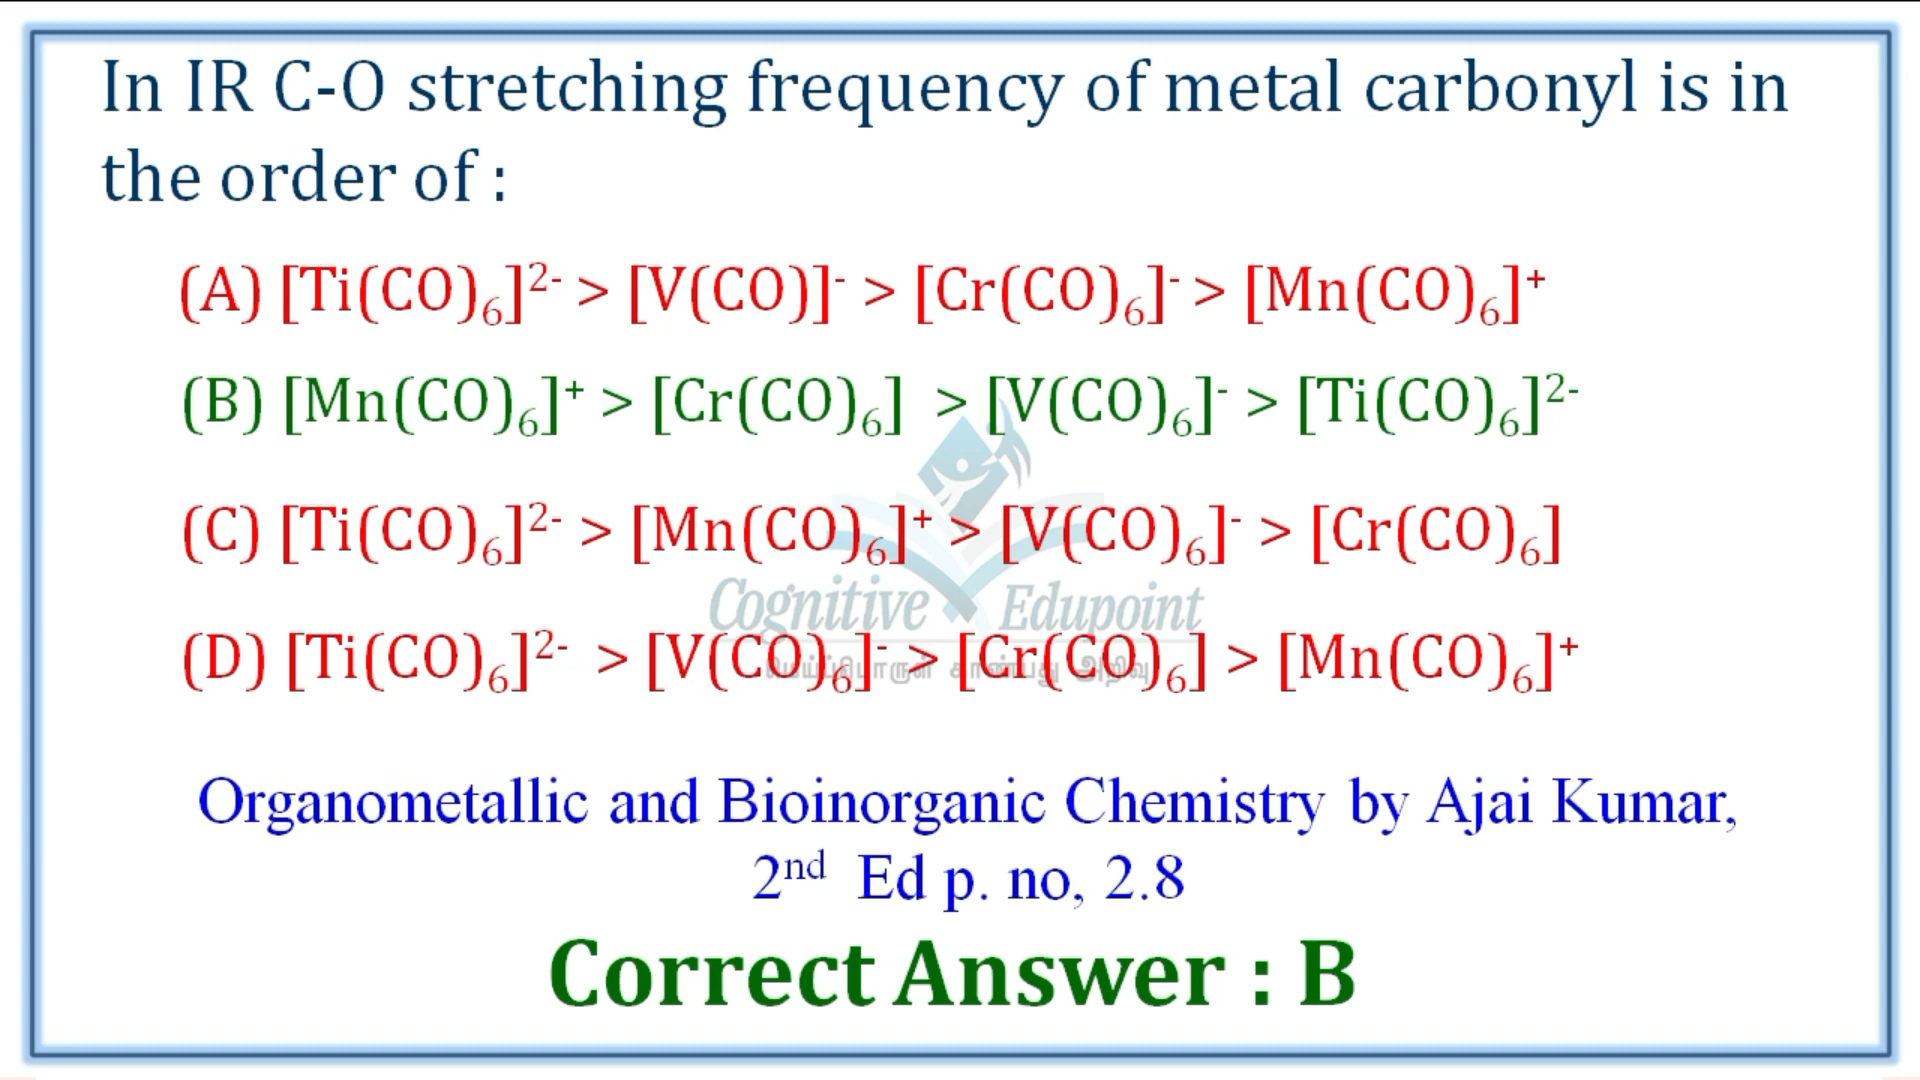 In IR C-O stretching frequency of metal carbonyl is in
the order of :
(A) [Ti(CO)₆]²⁻ > [V(CO)]⁻ > [Cr(CO)₆]⁻ > [Mn(CO)₆]⁺
(B) [Mn(CO)₆]⁺ > [Cr(CO)₆] > [V(CO)₆]⁻ > [Ti(CO)₆]²⁻
(C) [Ti(CO)₆]²⁻ > [Mn(CO)₆]⁺ > [V(CO)₆]⁻ > [Cr(CO)₆]
Cognitive Edupoint
(D) [Ti(CO)₆]²⁻ > [V(CO)₆]⁻ > [Cr(CO)₆] > [Mn(CO)₆]⁺
மெய்ப்பொருள் காண்பது அறிவு
Organometallic and Bioinorganic Chemistry by Ajai Kumar,
2ⁿᵈ Ed p. no, 2.8
Correct Answer : B